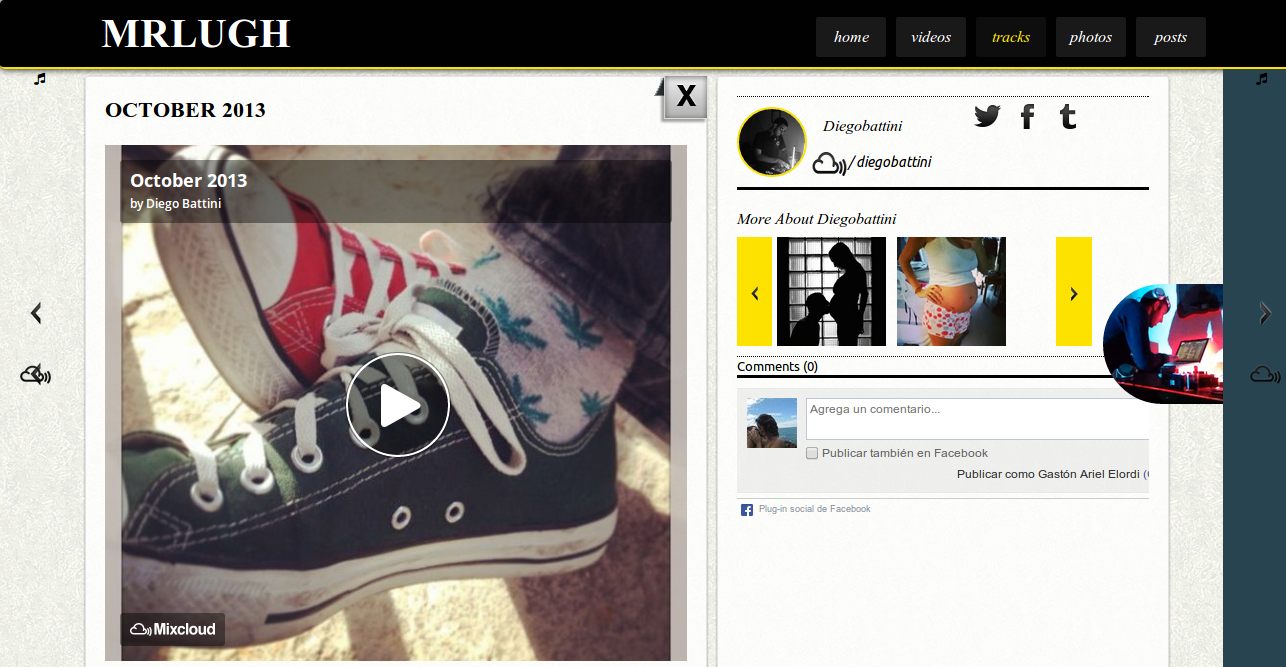 MRLUGH
home
videos
tracks
photos
posts
OCTOBER 2013
X
October 2013
by Diego Battini
Mixcloud
Diegobattini
/diegobattini
More About Diegobattini
Comments (0)
Agrega un comentario...
Publicar también en Facebook
Publicar como Gastón Ariel Elordi (
Plug-in social de Facebook